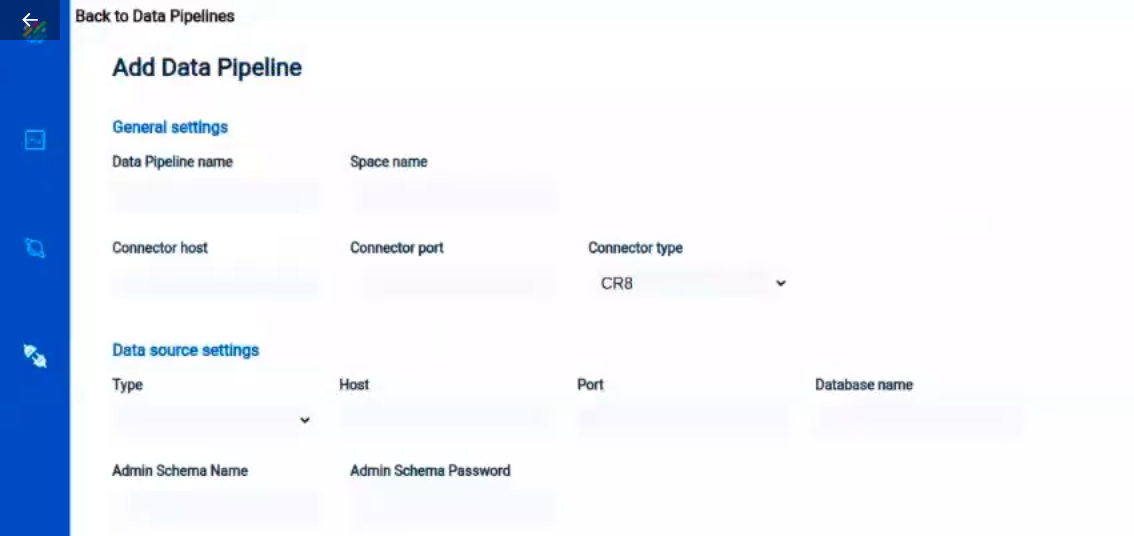 Back to Data Pipelines
Add Data Pipeline
General settings
Data Pipeline name Space name
Connector host Connector port Connector type
CR8
Data source settings
Type Host Port Database name
Admin Schema Name Admin Schema Password